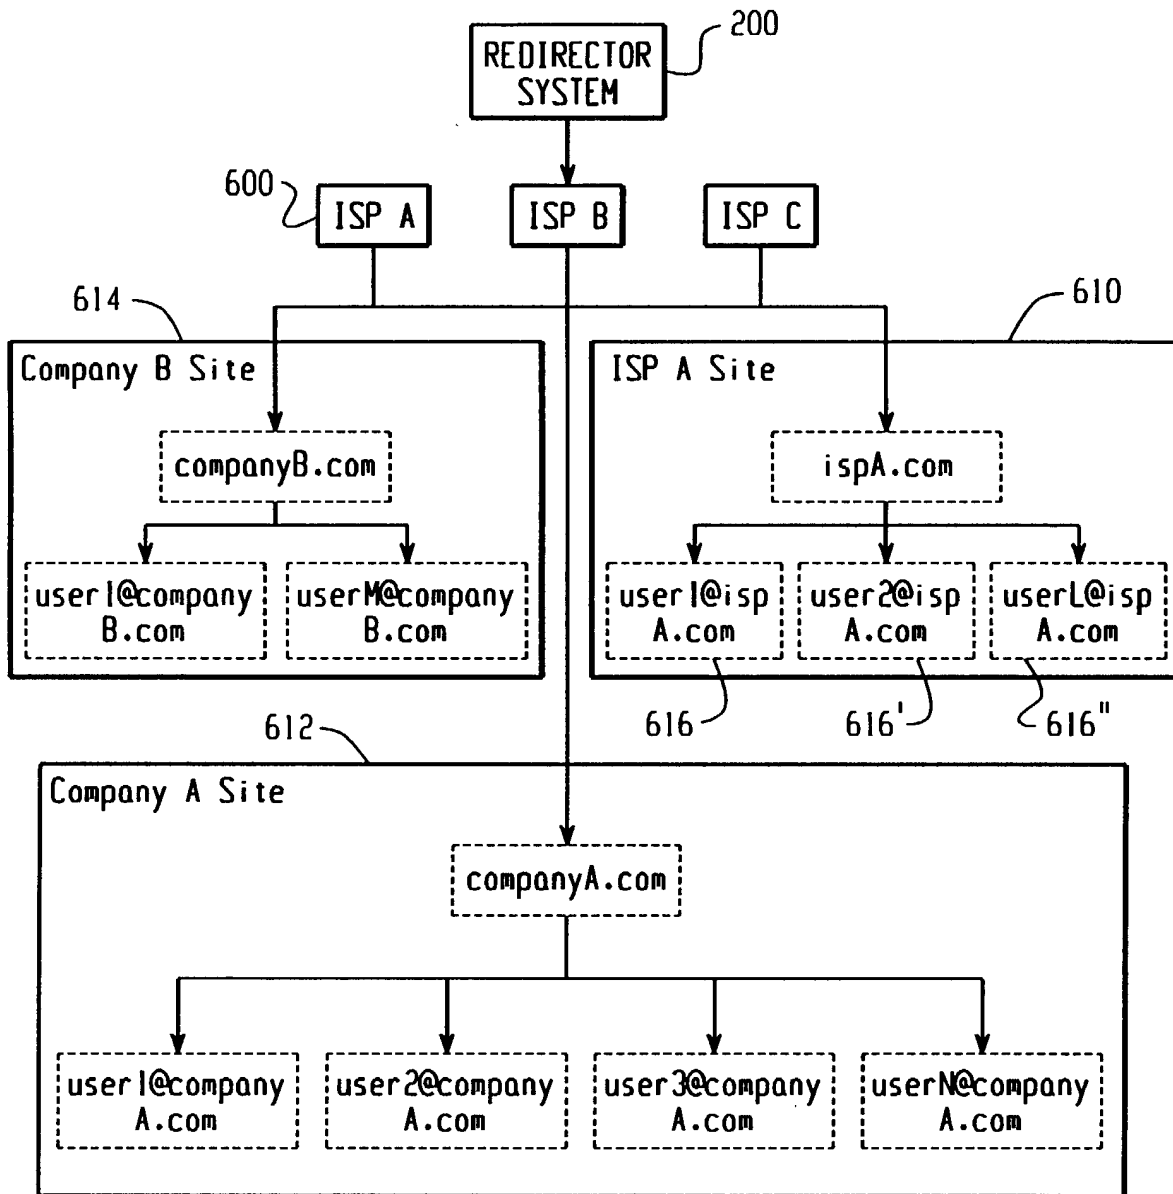 200
REDIRECTOR
SYSTEM
600
ISP A
ISP B
ISP C
614
610
Company B Site
ISP A Site
companyB.com
ispA.com
user1@company
B.com
userM@company
B.com
user1@isp
A.com
user2@isp
A.com
userL@isp
A.com
616
616'
616"
612
Company A Site
companyA.com
user1@company
A.com
user2@company
A.com
user3@company
A.com
userN@company
A.com